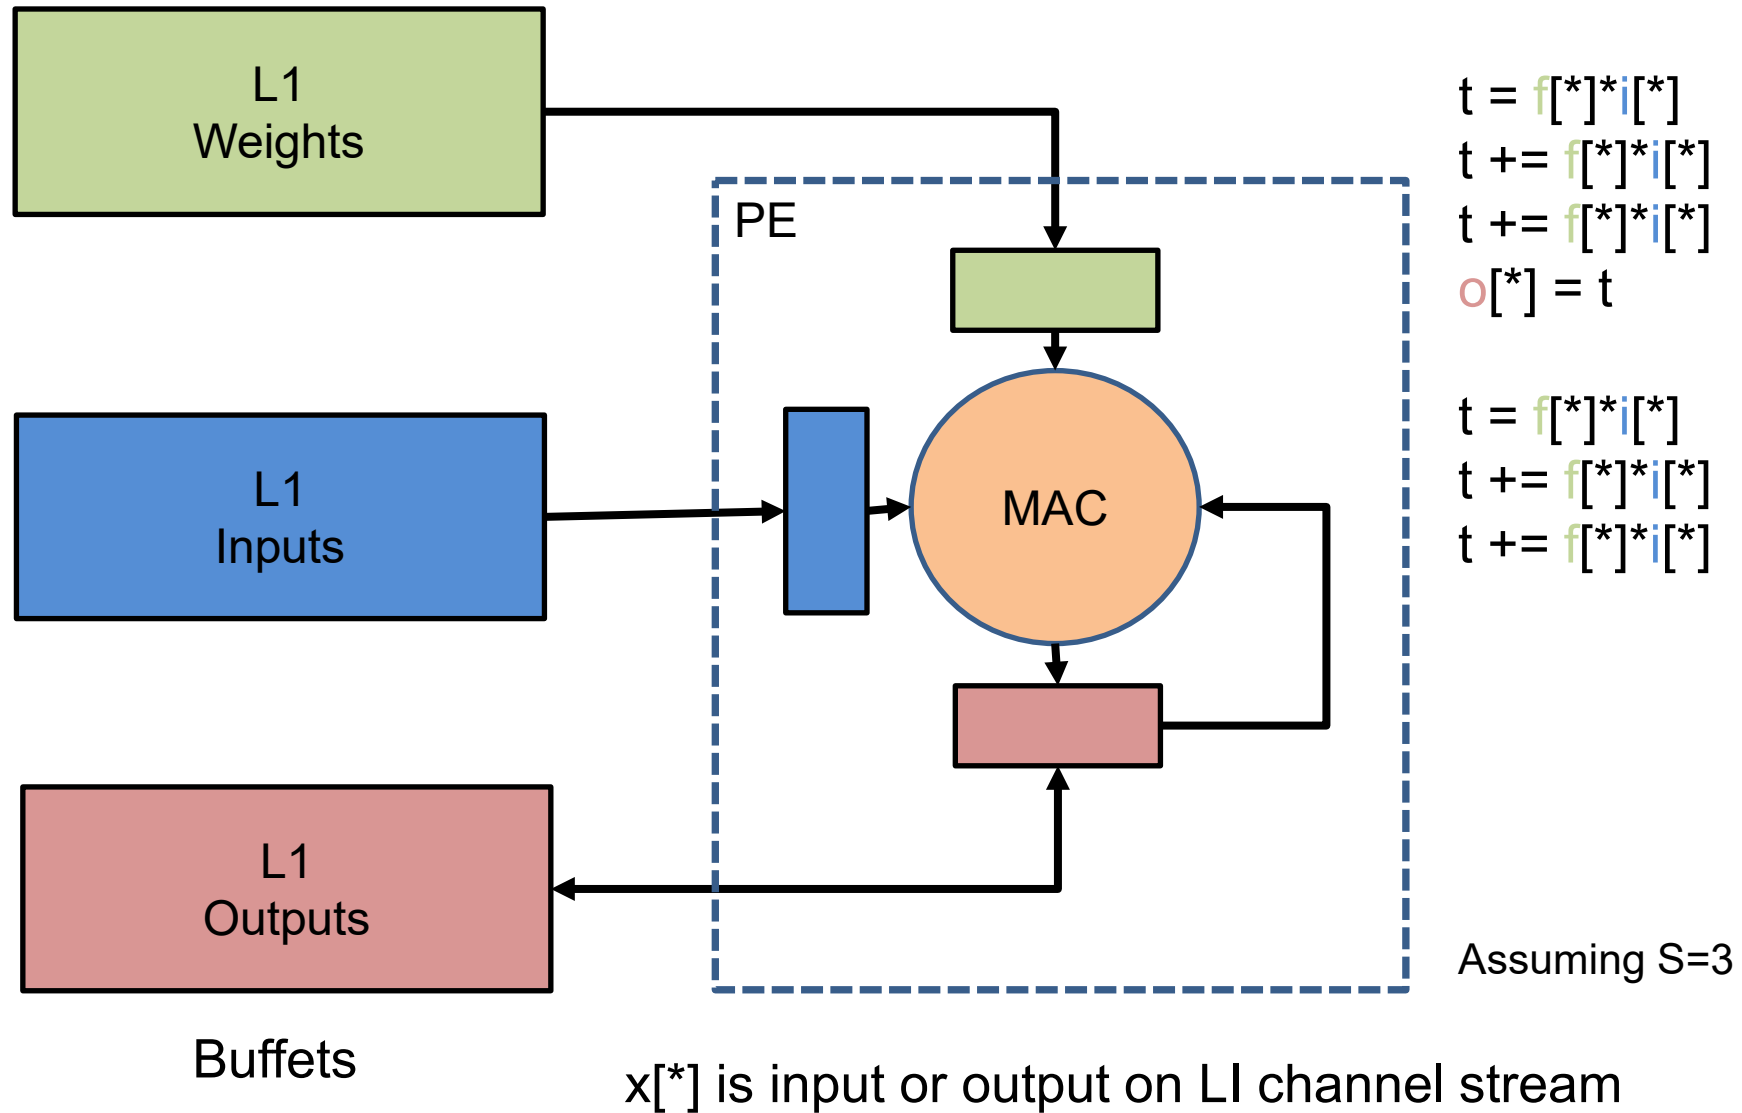 L1
Weights
PE
L1
Inputs
MAC
L1
Outputs
Buffets
t = f[*]*i[*]
t += f[*]*i[*]
t += f[*]*i[*]
o[*] = t
t = f[*]*i[*]
t += f[*]*i[*]
t += f[*]*i[*]
Assuming S=3
x[*] is input or output on LI channel stream